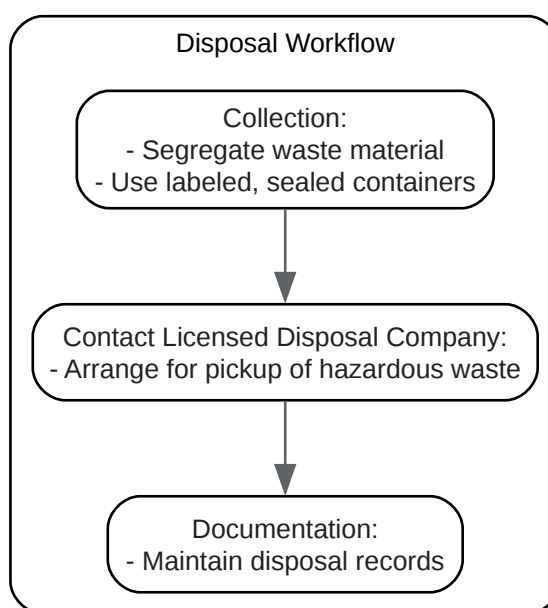 Disposal Workflow
Collection:
- Segregate waste material
- Use labeled, sealed containers
Contact Licensed Disposal Company:
- Arrange for pickup of hazardous waste
Documentation:
- Maintain disposal records